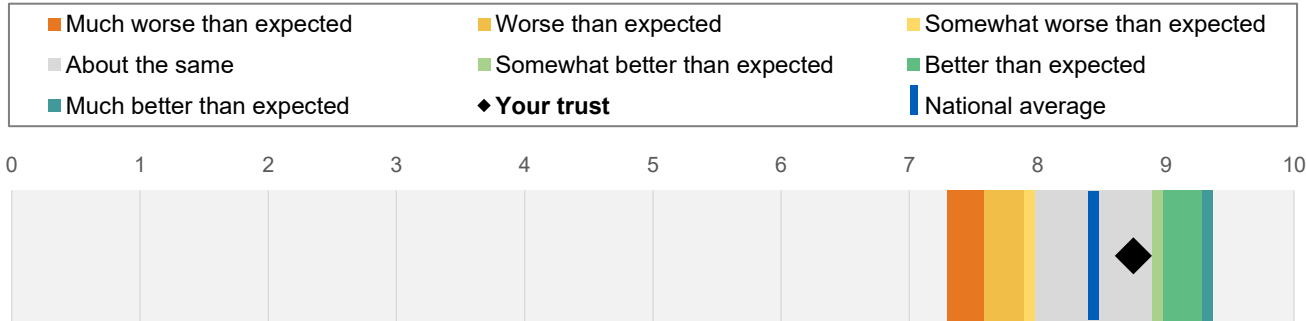 Much worse than expected Worse than expected Somewhat worse than expected
About the same Somewhat better than expected Better than expected
Much better than expected Your trust National average
0 1 2 3 4 5 6 7 8 9 10